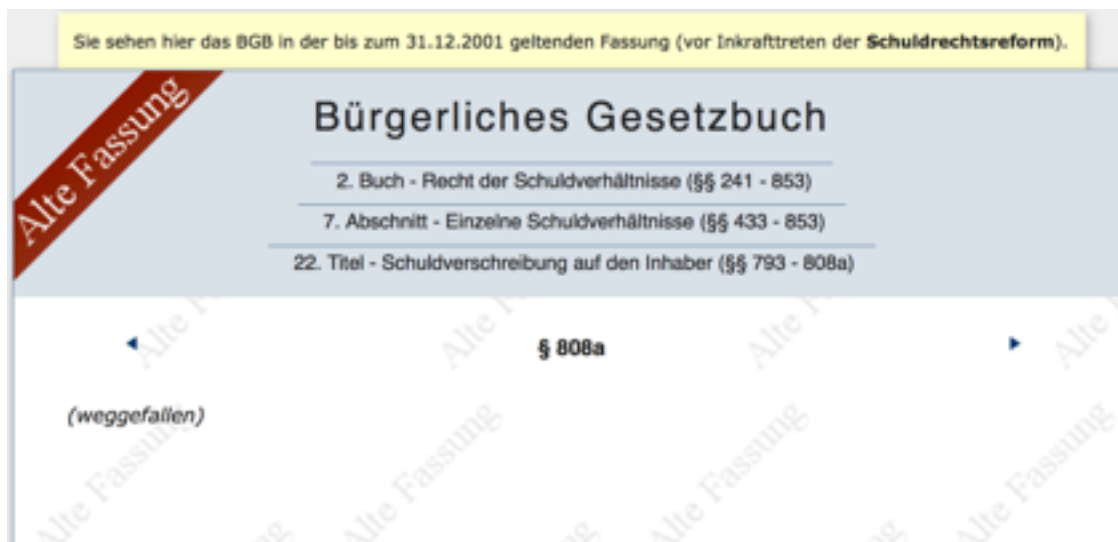 Sie sehen hier das BGB in der bis zum 31.12.2001 geltenden Fassung (vor Inkrafttreten der Schuldrechtsreform).
Alte Fassung
Bürgerliches Gesetzbuch
2. Buch - Recht der Schuldverhältnisse (§§ 241 - 853)
7. Abschnitt - Einzelne Schuldverhältnisse (§§ 433 - 853)
22. Titel - Schuldverschreibung auf den Inhaber (§§ 793 - 808a)
§ 808a
(weggefallen)